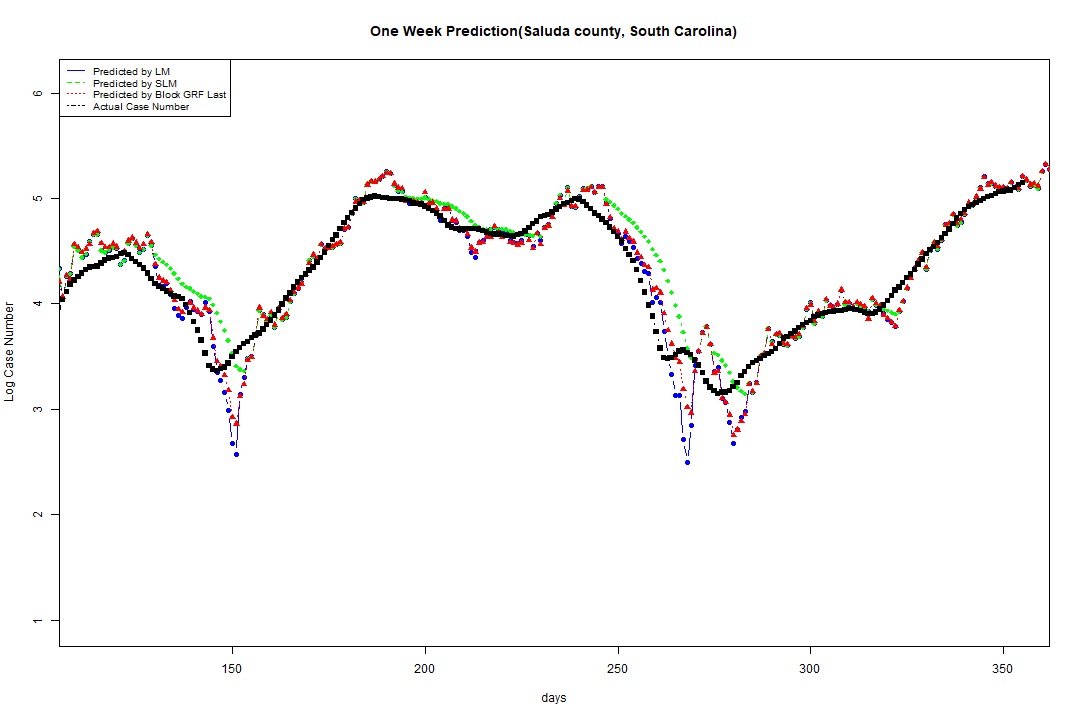 One Week Prediction(Saluda county, South Carolina)
Predicted by LM
Predicted by SLM
Predicted by Block GRF Last
Actual Case Number
6
5
4
3
2
1
Log Case Number
150 200 250 300 350
days